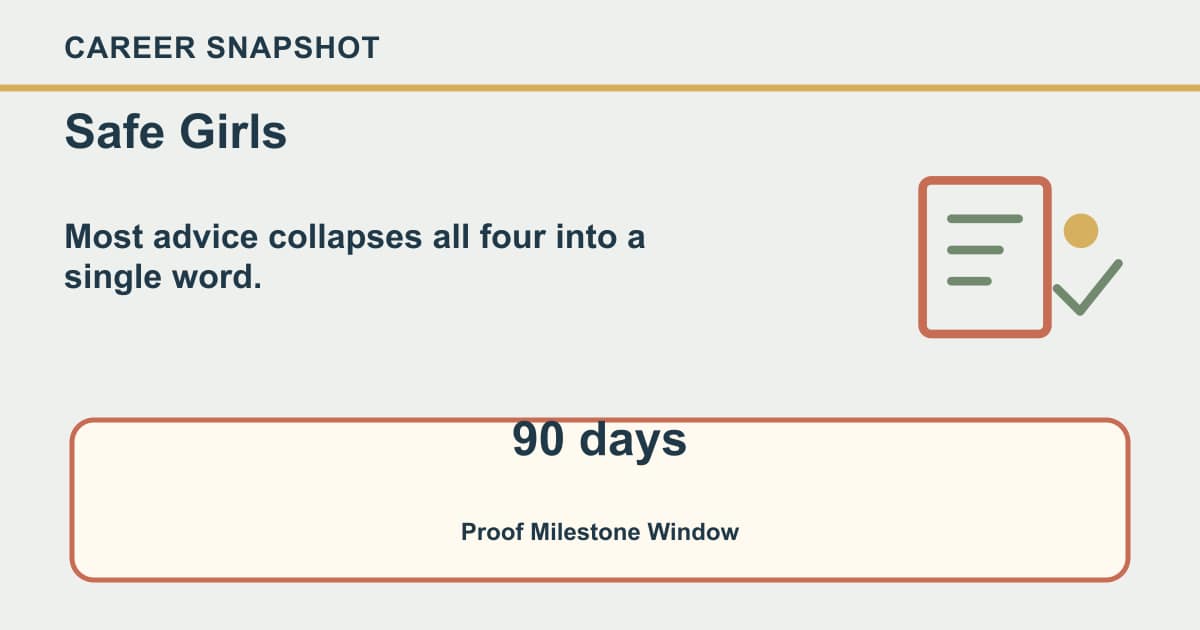 CAREER SNAPSHOT
Safe Girls
Most advice collapses all four into a
single word.
90 days
Proof Milestone Window